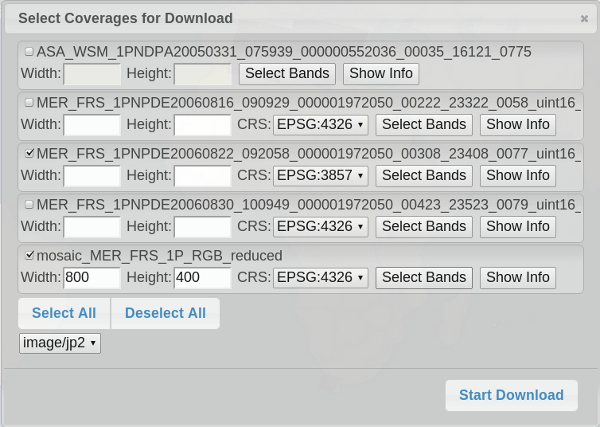 Select Coverages for Download
ASA_WSM_1PNDPA20050331_075939_000000552036_00035_16121_0775
Width: Height: Select Bands Show Info
MER_FRS_1PNPDE20060816_090929_000001972050_00222_23322_0058_uint16_
Width: Height: CRS: EPSG:4326 Select Bands Show Info
MER_FRS_1PNPDE20060822_092058_000001972050_00308_23408_0077_uint16_
Width: Height: CRS: EPSG:3857 Select Bands Show Info
MER_FRS_1PNPDE20060830_100949_000001972050_00423_23523_0079_uint16_
Width: Height: CRS: EPSG:4326 Select Bands Show Info
mosaic_MER_FRS_1P_RGB_reduced
Width: 800 Height: 400 CRS: EPSG:4326 Select Bands Show Info
Select All Deselect All
image/jp2
Start Download